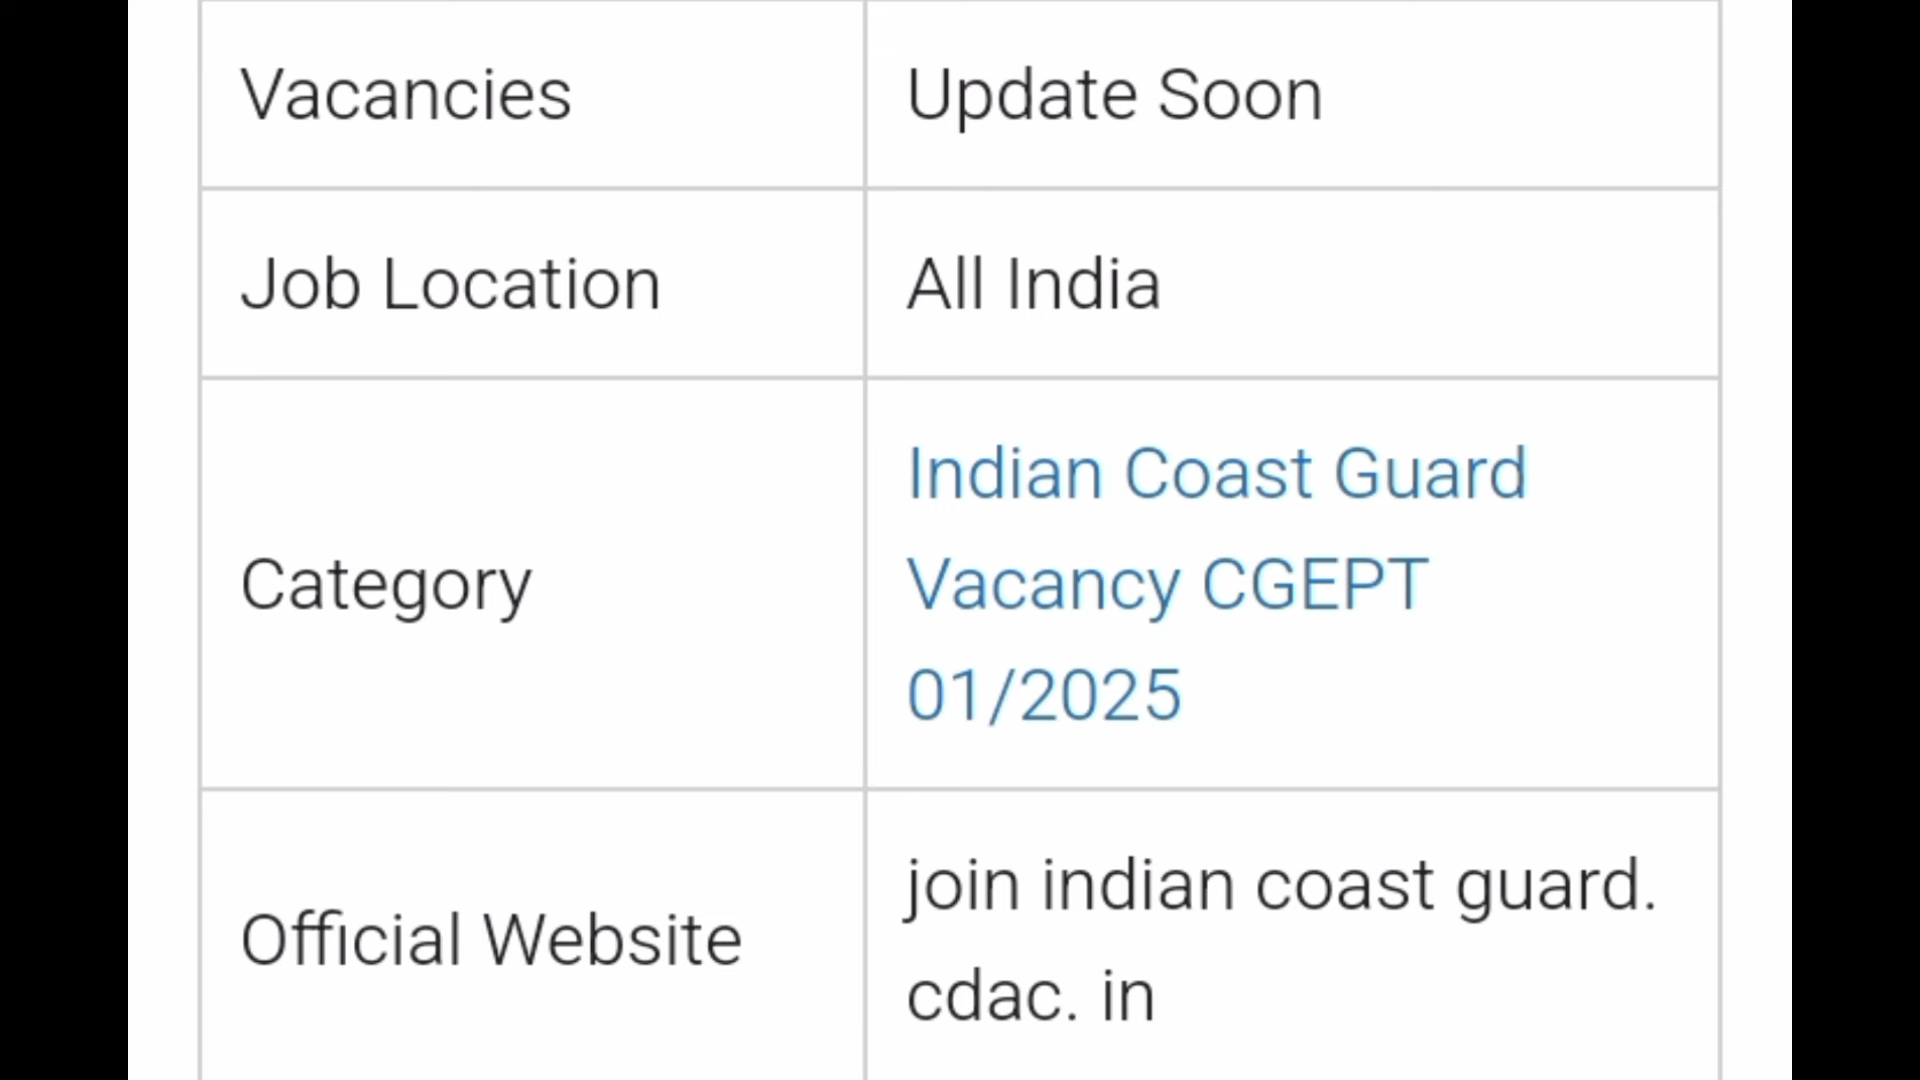 Vacancies
Update Soon
Job Location
All India
Category
Indian Coast Guard
Vacancy CGEPT
01/2025
Official Website
join indian coast guard.
cdac. in